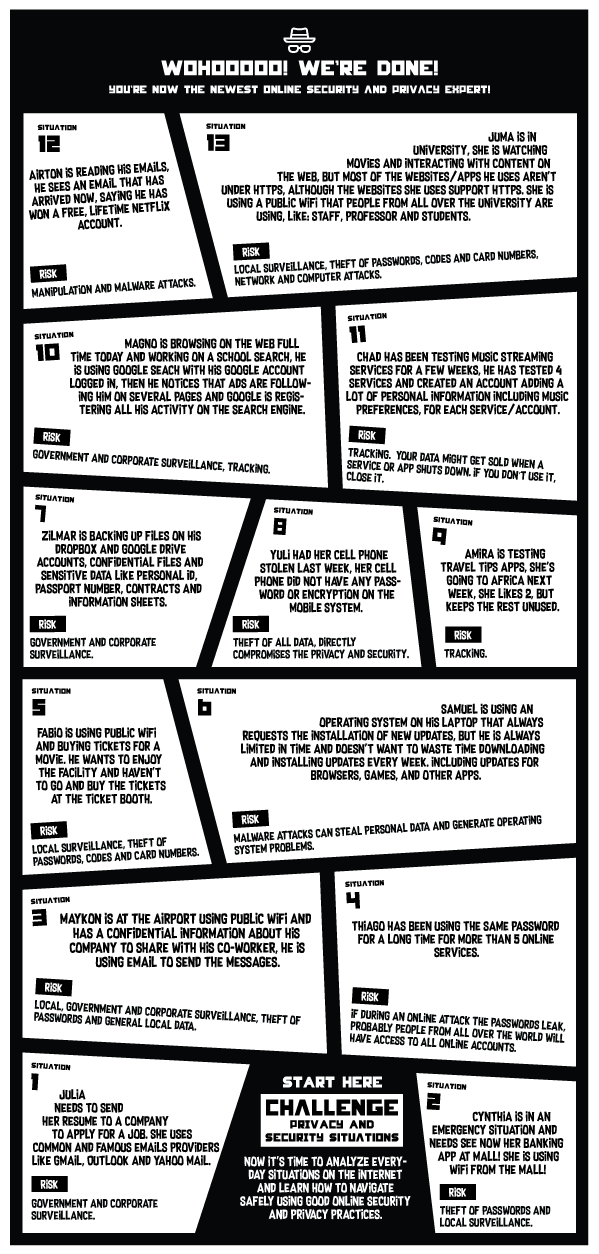 WOHOOOOO! WE'RE DONE!
YOU'RE NOW THE NEWEST ONLINE SECURITY AND PRIVACY EXPERT!
SITUATION
12
AIRTON IS READING HIS EMAILS,
HE SEES AN EMAIL THAT HAS
ARRIVED NOW, SAYING HE HAS
WON A FREE, LIFETIME NETFLIX
ACCOUNT.
RISK
MANIPULATION AND MALWARE ATTACKS.
SITUATION
13
JUMA IS IN
UNIVERSITY, SHE IS WATCHING
MOVIES AND INTERACTING WITH CONTENT ON
THE WEB, BUT MOST OF THE WEBSITES/APPS HE USES AREN'T
UNDER HTTPS, ALTHOUGH THE WEBSITES SHE USES SUPPORT HTTPS. SHE IS
USING A PUBLIC WIFI THAT PEOPLE FROM ALL OVER THE UNIVERSITY ARE
USING, LIKE: STAFF, PROFESSOR AND STUDENTS.
RISK
LOCAL SURVEILLANCE, THEFT OF PASSWORDS, CODES AND CARD NUMBERS,
NETWORK AND COMPUTER ATTACKS.
SITUATION
10
MAGNO IS BROWSING ON THE WEB FULL
TIME TODAY AND WORKING ON A SCHOOL SEARCH, HE
IS USING GOOGLE SEACH WITH HIS GOOGLE ACCOUNT
LOGGED IN, THEN HE NOTICES THAT ADS ARE FOLLOW-
ING HIM ON SEVERAL PAGES AND GOOGLE IS REGIS-
TERING ALL HIS ACTIVITY ON THE SEARCH ENGINE.
RISK
GOVERNMENT AND CORPORATE SURVEILLANCE, TRACKING.
SITUATION
11
CHAD HAS BEEN TESTING MUSIC STREAMING
SERVICES FOR A FEW WEEKS, HE HAS TESTED 4
SERVICES AND CREATED AN ACCOUNT ADDING A
LOT OF PERSONAL INFORMATION INCLUDING MUSIC
PREFERENCES, FOR EACH SERVICE/ACCOUNT.
RISK
TRACKING. YOUR DATA MIGHT GET SOLD WHEN A
SERVICE OR APP SHUTS DOWN. IF YOU DON'T USE IT,
CLOSE IT.
SITUATION
7
ZILMAR IS BACKING UP FILES ON HIS
DROPBOX AND GOOGLE DRIVE
ACCOUNTS, CONFIDENTIAL FILES AND
SENSITIVE DATA LIKE PERSONAL ID,
PASSPORT NUMBER, CONTRACTS AND
INFORMATION SHEETS.
RISK
GOVERNMENT AND CORPORATE
SURVEILLANCE.
SITUATION
8
YULI HAD HER CELL PHONE
STOLEN LAST WEEK, HER CELL
PHONE DID NOT HAVE ANY PASS-
WORD OR ENCRYPTION ON THE
MOBILE SYSTEM.
RISK
THEFT OF ALL DATA, DIRECTLY
COMPROMISES THE PRIVACY AND SECURITY.
SITUATION
9
AMIRA IS TESTING
TRAVEL TIPS APPS, SHE'S
GOING TO AFRICA NEXT
WEEK, SHE LIKES 2, BUT
KEEPS THE REST UNUSED.
RISK
TRACKING.
SITUATION
5
FABIO IS USING PUBLIC WIFI
AND BUYING TICKETS FOR A
MOVIE. HE WANTS TO ENJOY
THE FACILITY AND HAVEN'T
TO GO AND BUY THE TICKETS
AT THE TICKET BOOTH.
RISK
LOCAL SURVEILLANCE, THEFT OF
PASSWORDS, CODES AND CARD NUMBERS.
SITUATION
6
SAMUEL IS USING AN
OPERATING SYSTEM ON HIS LAPTOP THAT ALWAYS
REQUESTS THE INSTALLATION OF NEW UPDATES, BUT HE IS ALWAYS
LIMITED IN TIME AND DOESN'T WANT TO WASTE TIME DOWNLOADING
AND INSTALLING UPDATES EVERY WEEK. INCLUDING UPDATES FOR
BROWSERS, GAMES, AND OTHER APPS.
RISK
MALWARE ATTACKS CAN STEAL PERSONAL DATA AND GENERATE OPERATING
SYSTEM PROBLEMS.
SITUATION
3
MAYKON IS AT THE AIRPORT USING PUBLIC WIFI AND
HAS A CONFIDENTIAL INFORMATION ABOUT HIS
COMPANY TO SHARE WITH HIS CO-WORKER, HE IS
USING EMAIL TO SEND THE MESSAGES.
RISK
LOCAL, GOVERNMENT AND CORPORATE SURVEILLANCE, THEFT OF
PASSWORDS AND GENERAL LOCAL DATA.
SITUATION
4
THIAGO HAS BEEN USING THE SAME PASSWORD
FOR A LONG TIME FOR MORE THAN 5 ONLINE
SERVICES.
RISK
IF DURING AN ONLINE ATTACK THE PASSWORDS LEAK,
PROBABLY PEOPLE FROM ALL OVER THE WORLD WILL
HAVE ACCESS TO ALL ONLINE ACCOUNTS.
SITUATION
1
JULIA
NEEDS TO SEND
HER RESUME TO A COMPANY
TO APPLY FOR A JOB. SHE USES
COMMON AND FAMOUS EMAILS PROVIDERS
LIKE GMAIL, OUTLOOK AND YAHOO MAIL.
RISK
GOVERNMENT AND CORPORATE
SURVEILLANCE.
START HERE
CHALLENGE
PRIVACY AND
SECURITY SITUATIONS
NOW IT'S TIME TO ANALYZE EVERY-
DAY SITUATIONS ON THE INTERNET
AND LEARN HOW TO NAVIGATE
SAFELY USING GOOD ONLINE SECURITY
AND PRIVACY PRACTICES.
SITUATION
2
CYNTHIA IS IN AN
EMERGENCY SITUATION AND
NEEDS SEE NOW HER BANKING
APP AT MALL! SHE IS USING
WIFI FROM THE MALL!
RISK
THEFT OF PASSWORDS AND
LOCAL SURVEILLANCE.